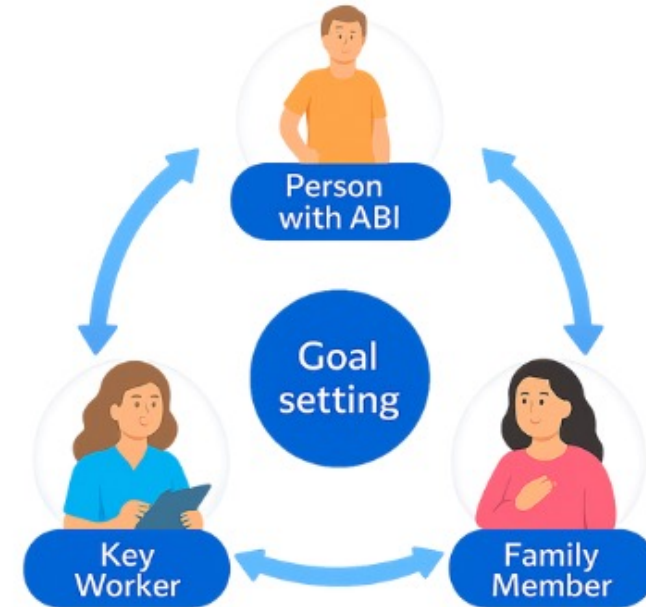 Person
with ABI
Goal
setting
Key
Worker
Family
Member